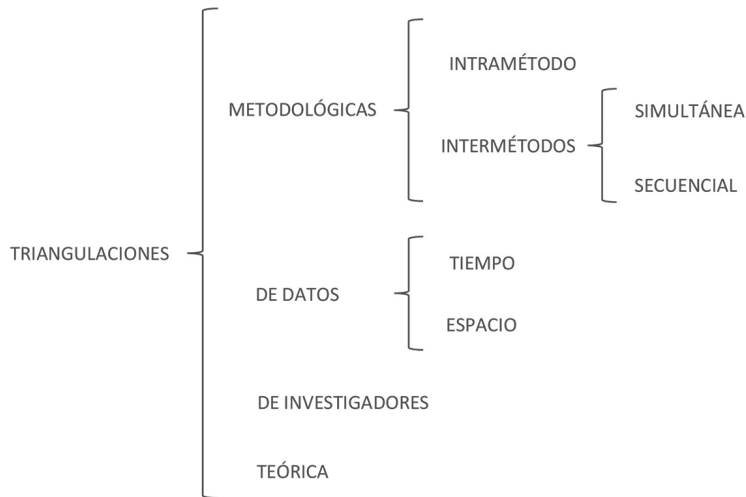 TRIANGULACIONES
METODOLÓGICAS
INTRAMÉTODO
INTERMÉTODOS
SIMULTÁNEA
SECUENCIAL
DE DATOS
TIEMPO
ESPACIO
DE INVESTIGADORES
TEÓRICA